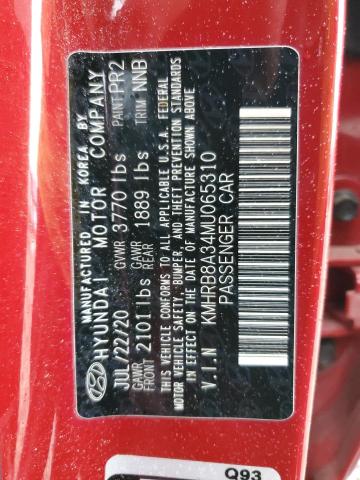 MANUFACTURED IN KOREA BY
HYUNDAI MOTOR COMPANY
JUL/22/20 GVWR 3770 lbs PAINT PR2
GAWR FRONT 2101 lbs GAWR REAR 1889 lbs TRIM NNB
THIS VEHICLE CONFORMS TO ALL APPLICABLE U.S.A. FEDERAL
MOTOR VEHICLE SAFETY, BUMPER, AND THEFT PREVENTION STANDARDS
IN EFFECT ON THE DATE OF MANUFACTURE SHOWN ABOVE.
V.I.N KMHRB8A34MU065310
PASSENGER CAR
Q93